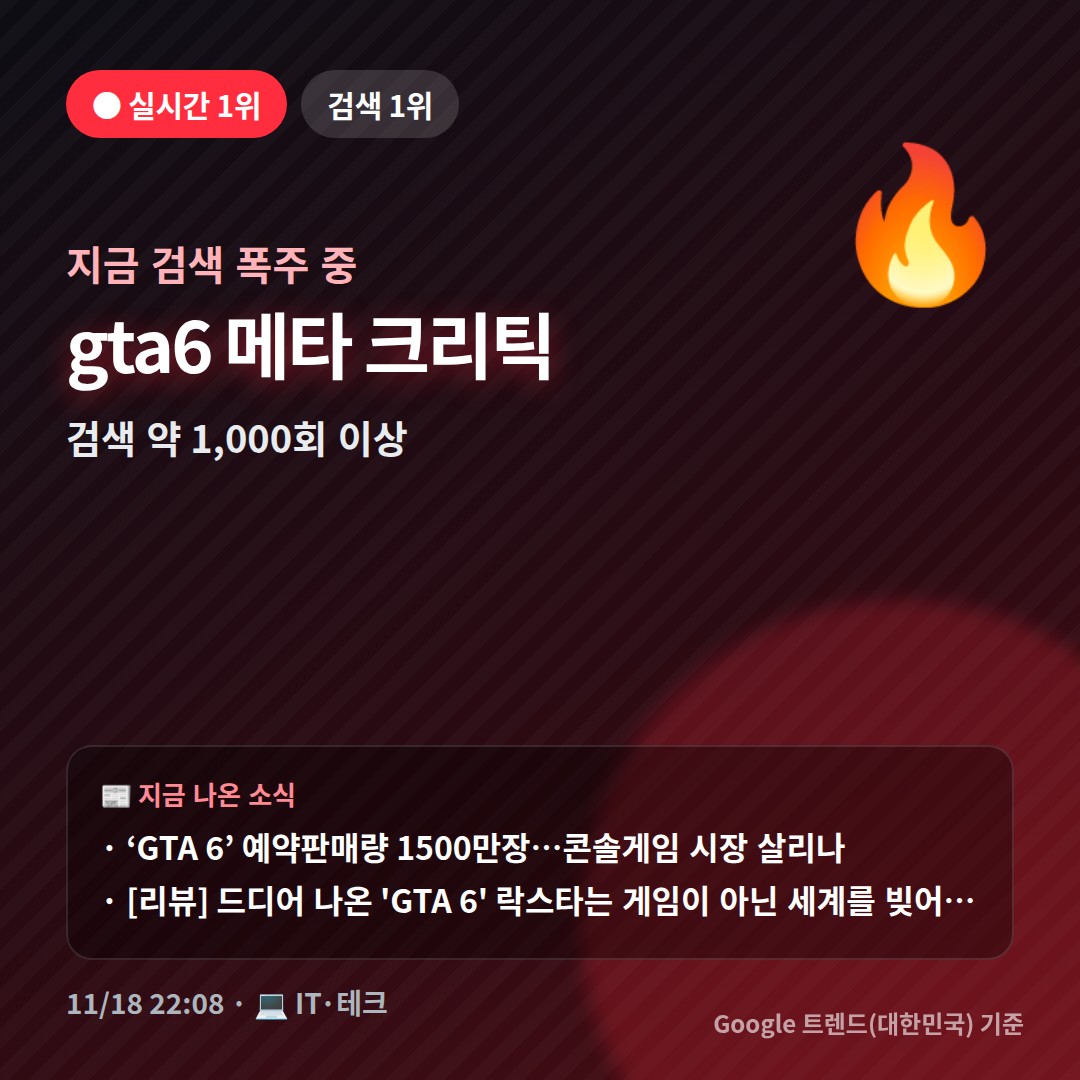 실시간 1위
검색 1위
지금 검색 폭주 중
gta6 메타 크리틱
검색 약 1,000회 이상
📰 지금 나온 소식
· ‘GTA 6’ 예약판매량 1500만장…콘솔게임 시장 살리나
· [리뷰] 드디어 나온 'GTA 6' 락스타는 게임이 아닌 세계를 빚어…
11/18 22:08 · 💻 IT·테크
Google 트렌드(대한민국) 기준